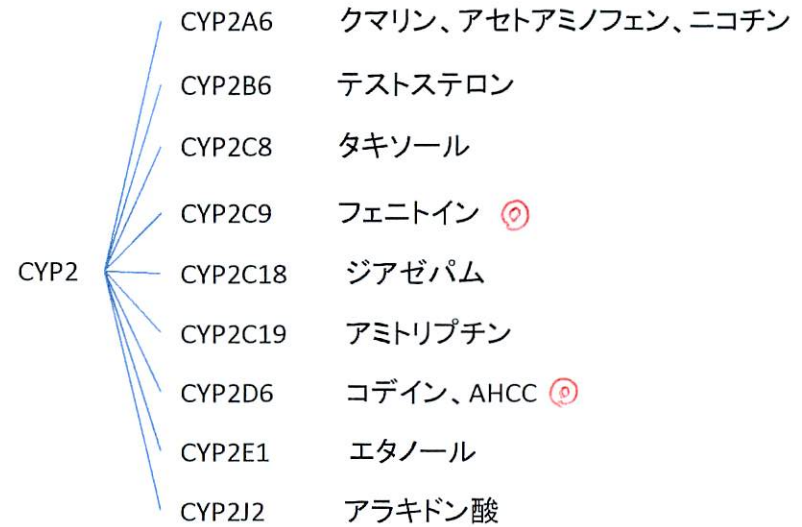 CYP2A6 クマリン、アセトアミノフェン、ニコチン
CYP2B6 テストステロン
CYP2C8 タキソール
CYP2C9 フェニトイン ◎
CYP2 CYP2C18 ジアゼパム
CYP2C19 アミトリプチン
CYP2D6 コデイン、AHCC ◎
CYP2E1 エタノール
CYP2J2 アラキドン酸